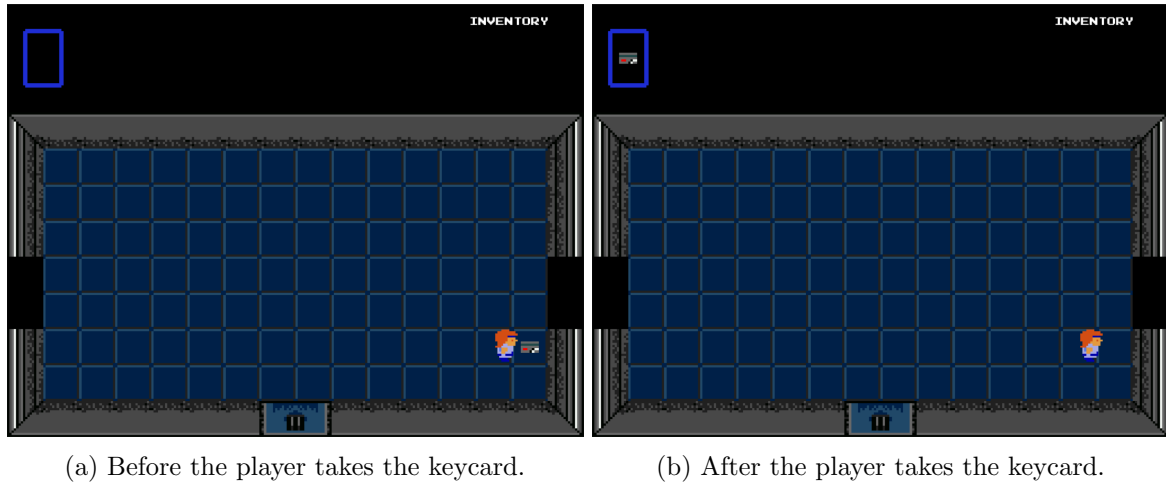 INVENTORY
INVENTORY
(a) Before the player takes the keycard.
(b) After the player takes the keycard.